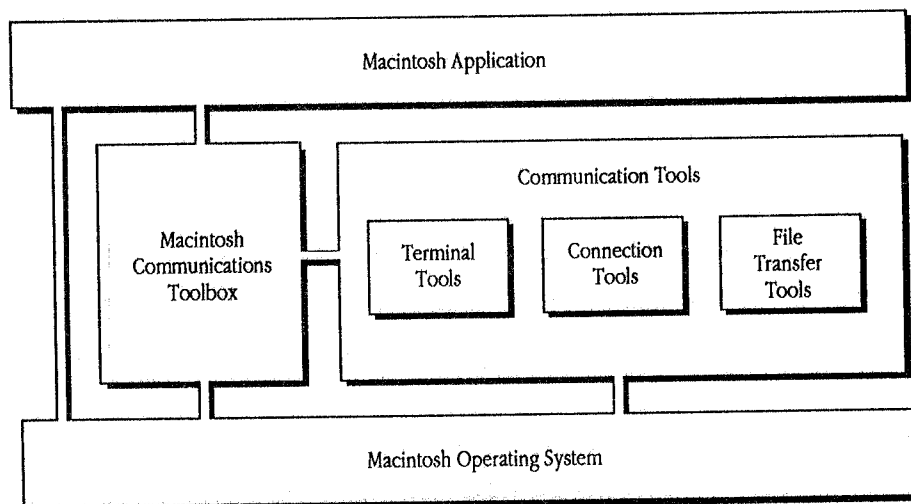 Macintosh Application
Communication Tools
Macintosh
Communications
Toolbox
Terminal
Tools
Connection
Tools
File
Transfer
Tools
Macintosh Operating System